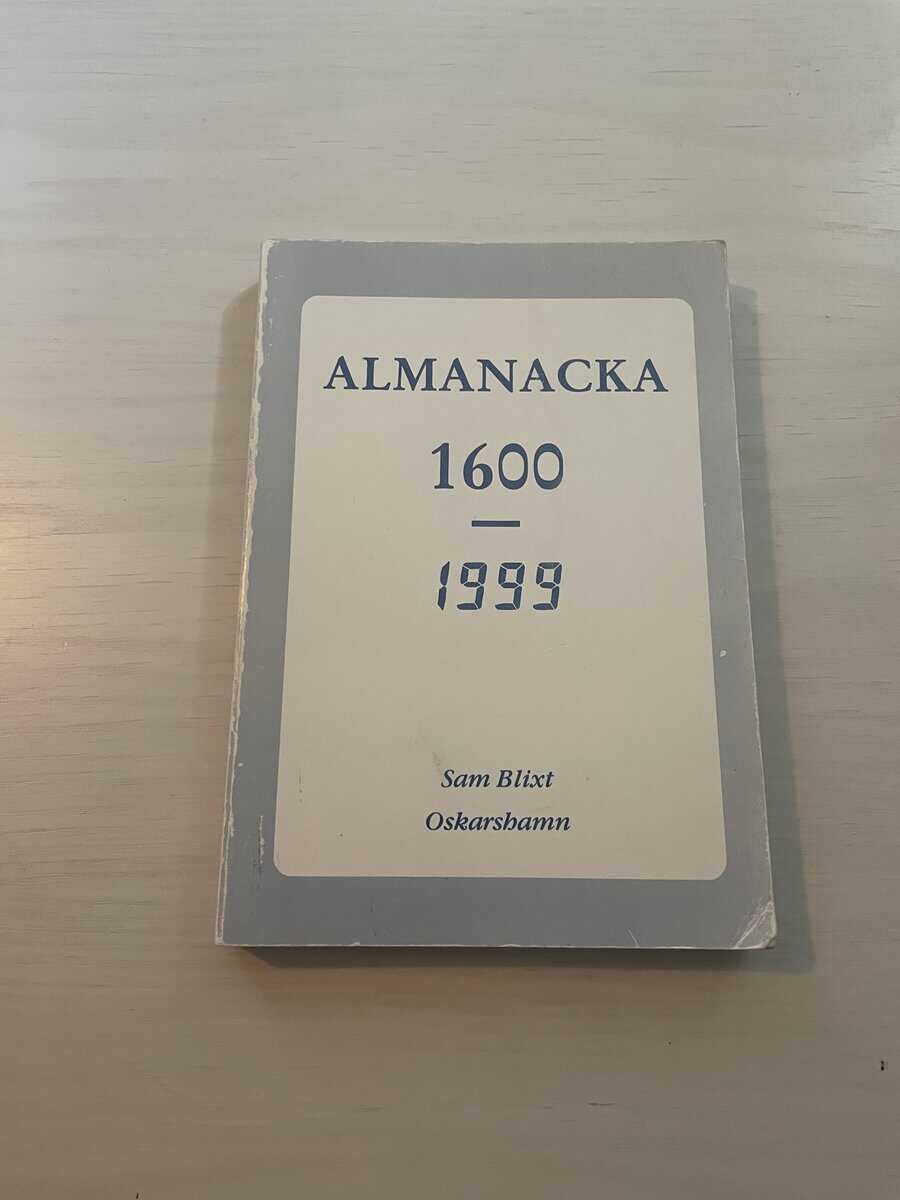 ALMANACKA
1600
—
1999
Sam Blixt
Oskarshamn